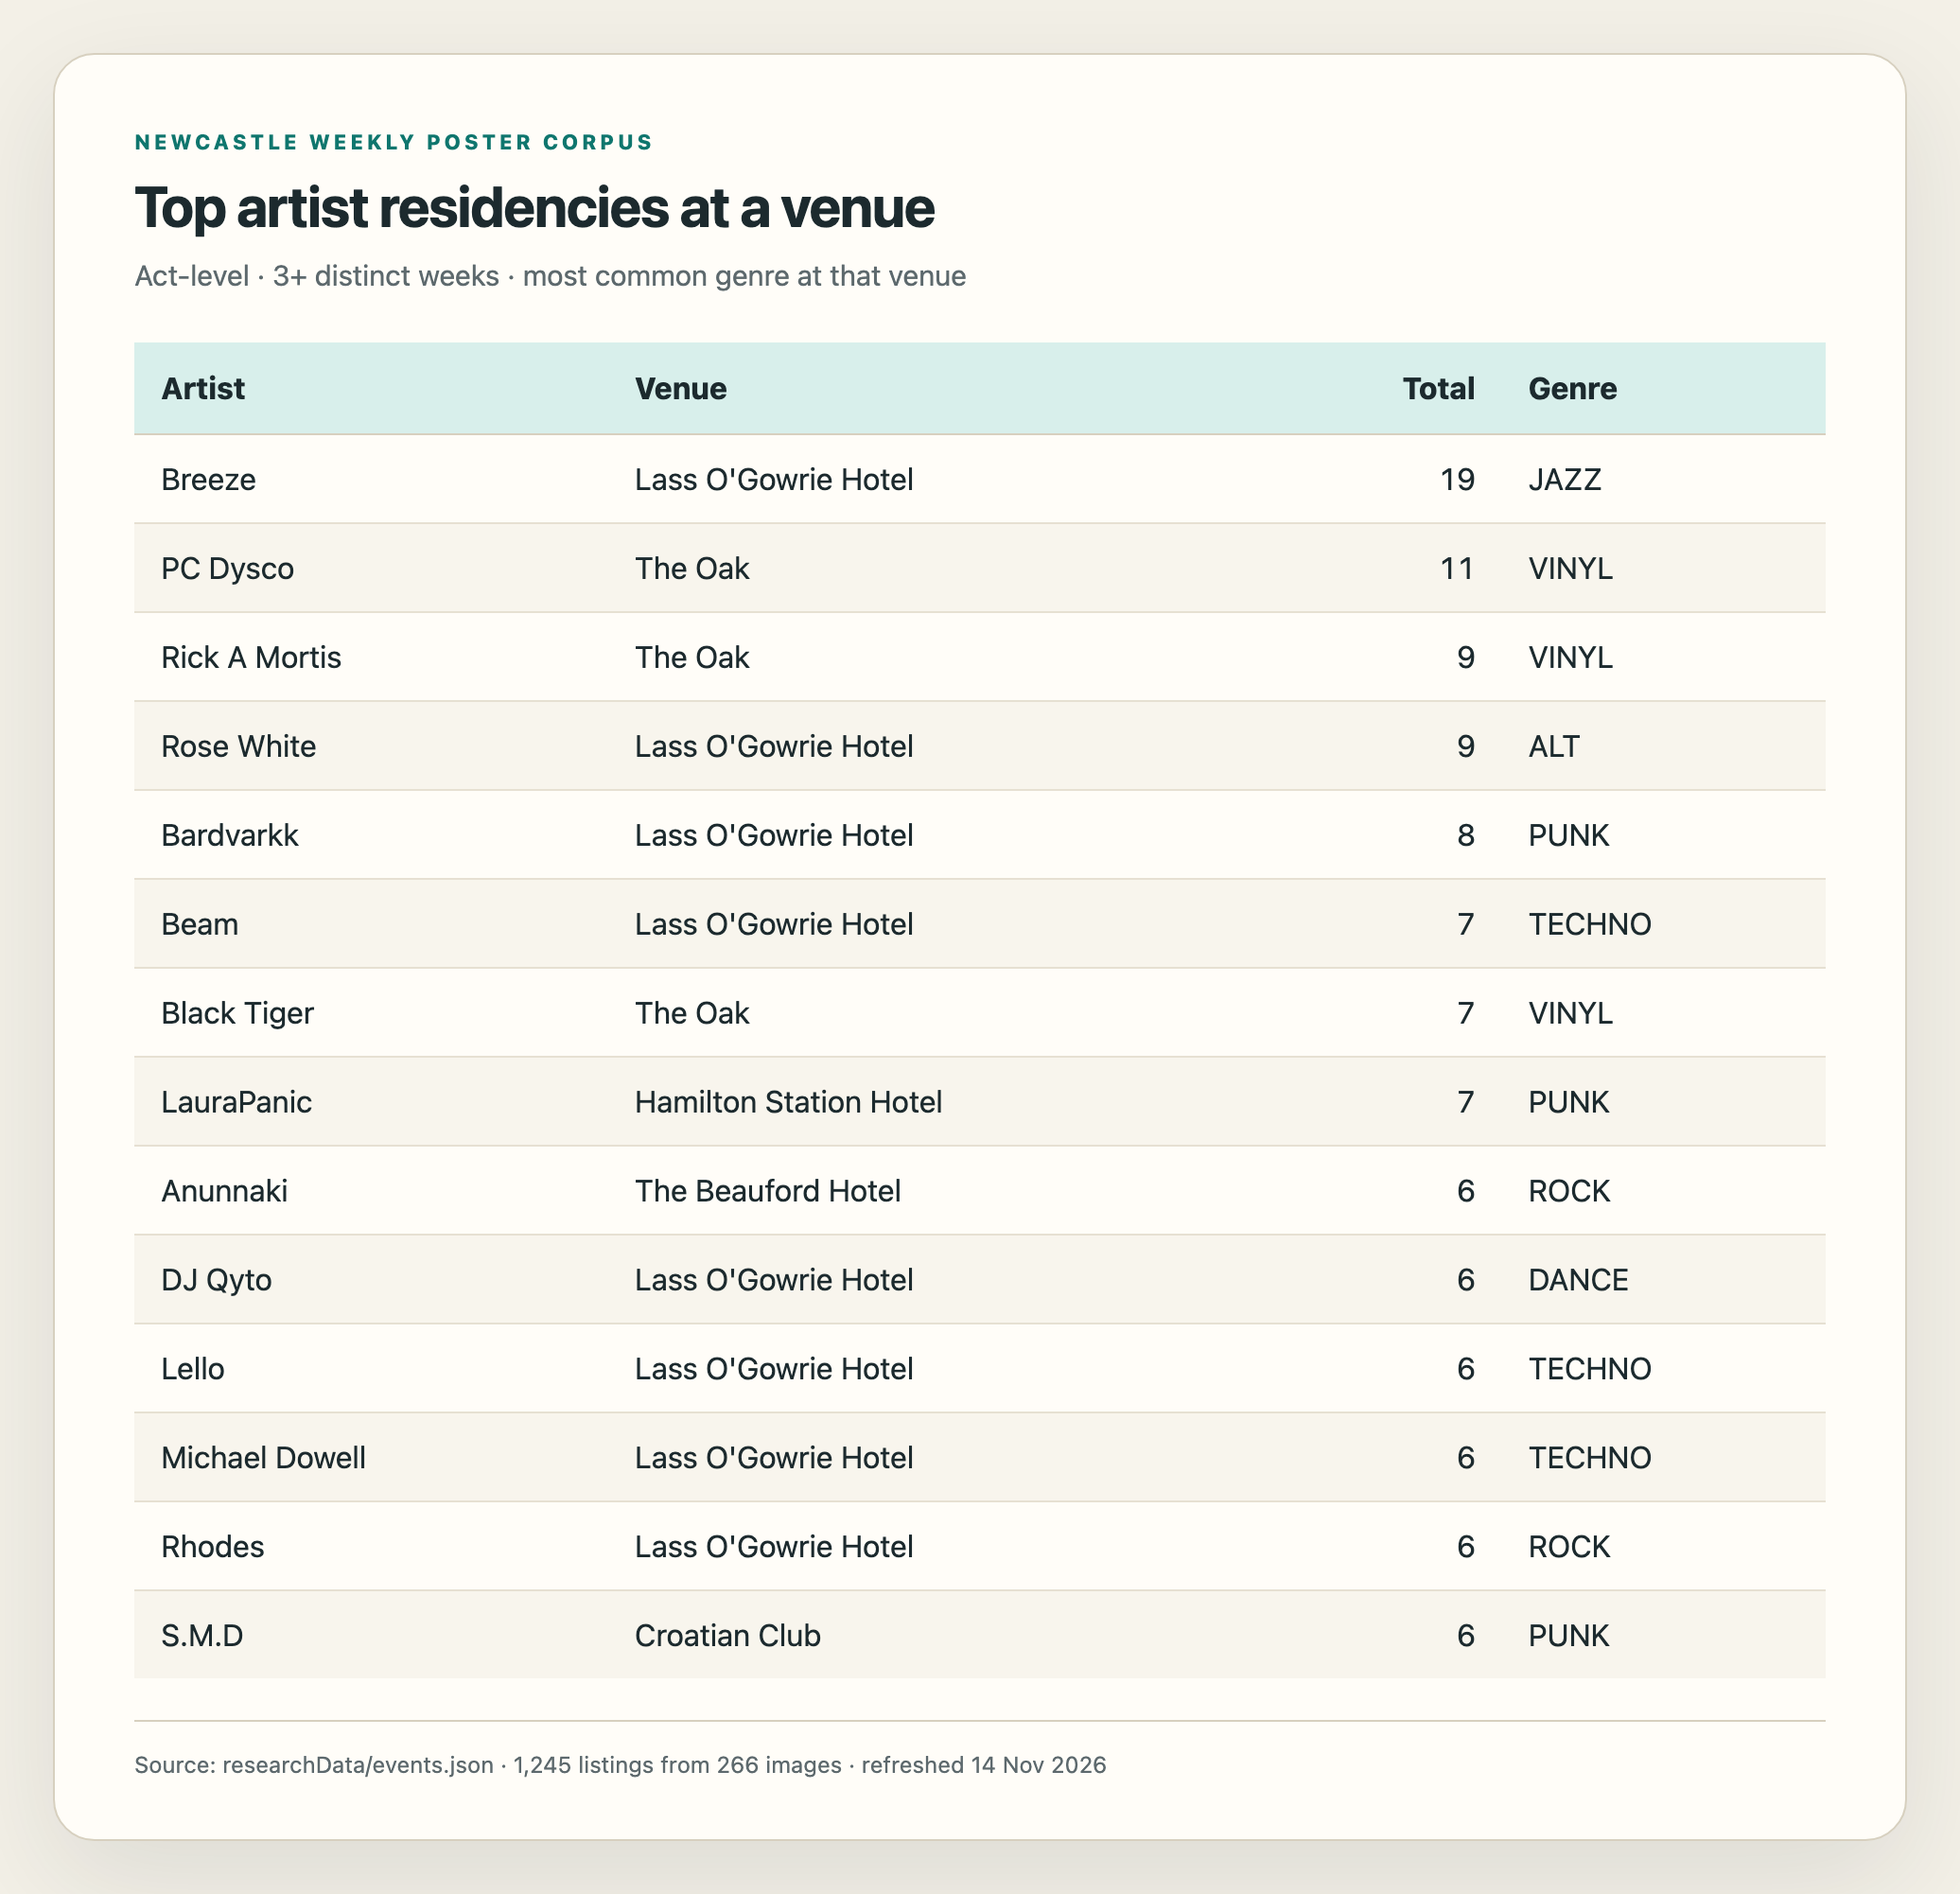 NEWCASTLE WEEKLY POSTER CORPUS
Top artist residencies at a venue
Act-level · 3+ distinct weeks · most common genre at that venue
Artist Venue Total Genre
Breeze Lass O'Gowrie Hotel 19 JAZZ
PC Dysco The Oak 11 VINYL
Rick A Mortis The Oak 9 VINYL
Rose White Lass O'Gowrie Hotel 9 ALT
Bardvarkk Lass O'Gowrie Hotel 8 PUNK
Beam Lass O'Gowrie Hotel 7 TECHNO
Black Tiger The Oak 7 VINYL
LauraPanic Hamilton Station Hotel 7 PUNK
Anunnaki The Beauford Hotel 6 ROCK
DJ Qyto Lass O'Gowrie Hotel 6 DANCE
Lello Lass O'Gowrie Hotel 6 TECHNO
Michael Dowell Lass O'Gowrie Hotel 6 TECHNO
Rhodes Lass O'Gowrie Hotel 6 ROCK
S.M.D Croatian Club 6 PUNK
Source: researchData/events.json · 1,245 listings from 266 images · refreshed 14 Nov 2026